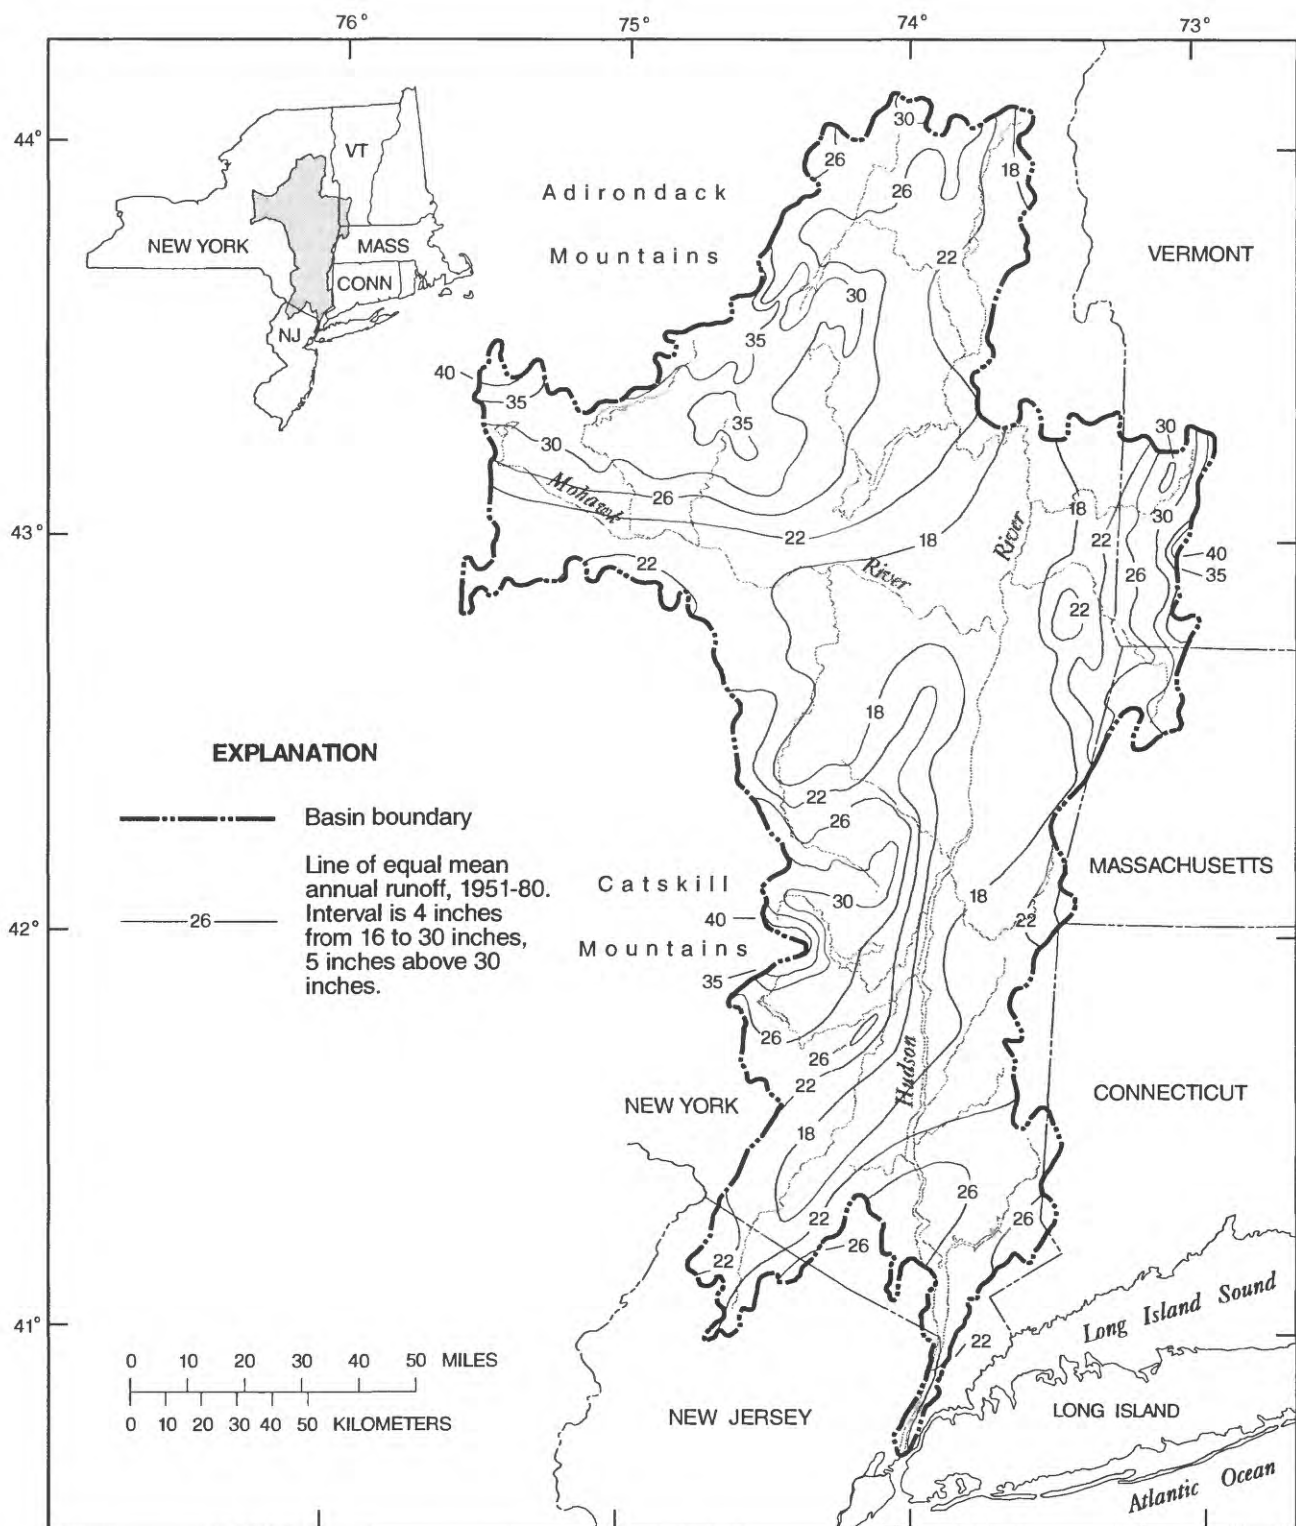 76°
75°
74°
73°
44°
43°
42°
41°
VT
NEW YORK
MASS
CONN
NJ
Adirondack
Mountains
VERMONT
30
26
18
26
22
30
35
40
35
35
30
30
26
Mohawk
22
18
River
River
18
22
30
26
40
35
22
22
18
EXPLANATION
Basin boundary
Line of equal mean
annual runoff, 1951-80.
26
Interval is 4 inches
from 16 to 30 inches,
5 inches above 30
inches.
22
26
Catskill
Mountains
30
40
35
18
22
MASSACHUSETTS
26
26
22
18
Hudson
NEW YORK
CONNECTICUT
26
22
26
26
22
Long Island Sound
22
0 10 20 30 40 50 MILES
0 10 20 30 40 50 KILOMETERS
NEW JERSEY
LONG ISLAND
Atlantic Ocean